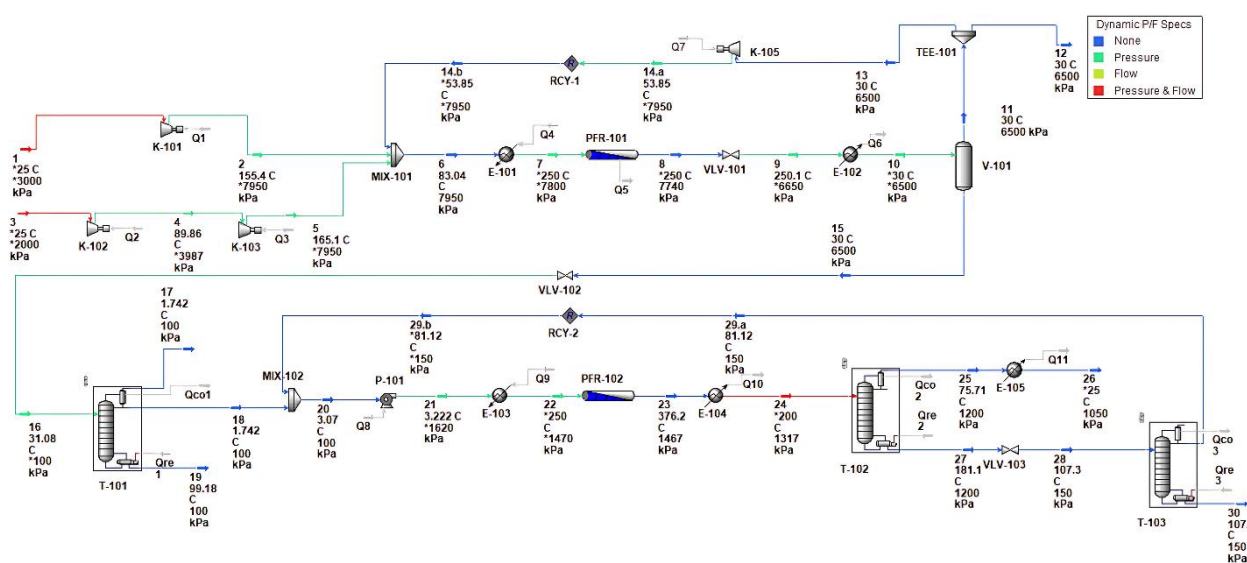 Dynamic P/F Specs
None
Pressure
Flow
Pressure & Flow
Q7
K-105
TEE-101
12
30 C
6500
kPa
14.b
*53.85
C
*7950
kPa
RCY-1
14.a
53.85
C
*7950
kPa
13
30 C
6500
kPa
11
30 C
6500 kPa
K-101
Q1
Q4
PFR-101
Q6
1
*25 C
*3000
kPa
2
155.4 C
*7950
kPa
MIX-101
6
83.04
C
7950
kPa
E-101
7
*250 C
*7800
kPa
Q5
8
*250 C
7740
kPa
VLV-101
9
250.1 C
*6650
kPa
E-102
10
*30 C
*6500
kPa
V-101
3
*25 C
*2000
kPa
K-102
Q2
4
89.86
C
*3987
kPa
K-103
Q3
5
165.1 C
*7950
kPa
15
30 C
6500
kPa
VLV-102
17
1.742
C
100
kPa
29.b
*81.12
C
*150
kPa
RCY-2
29.a
81.12
C
150
kPa
MIX-102
P-101
Q9
PFR-102
Q10
Qco1
Q11
Qco
2
25
75.71
C
1200
kPa
E-105
26
*25
C
1050
kPa
16
31.08
C
*100
kPa
Qre
1
T-101
18
1.742
C
100
kPa
19
99.18
C
100
kPa
20
3.07
C
100
kPa
Q8
21
3.222 C
*1620
kPa
E-103
22
*250
C
*1470
kPa
23
376.2
C
1467
kPa
E-104
24
*200
C
1317
kPa
Qre
2
T-102
27
181.1
C
1200
kPa
VLV-103
28
107.3
C
150
kPa
Qco
3
Qre
3
T-103
30
107.
C
150
kPa